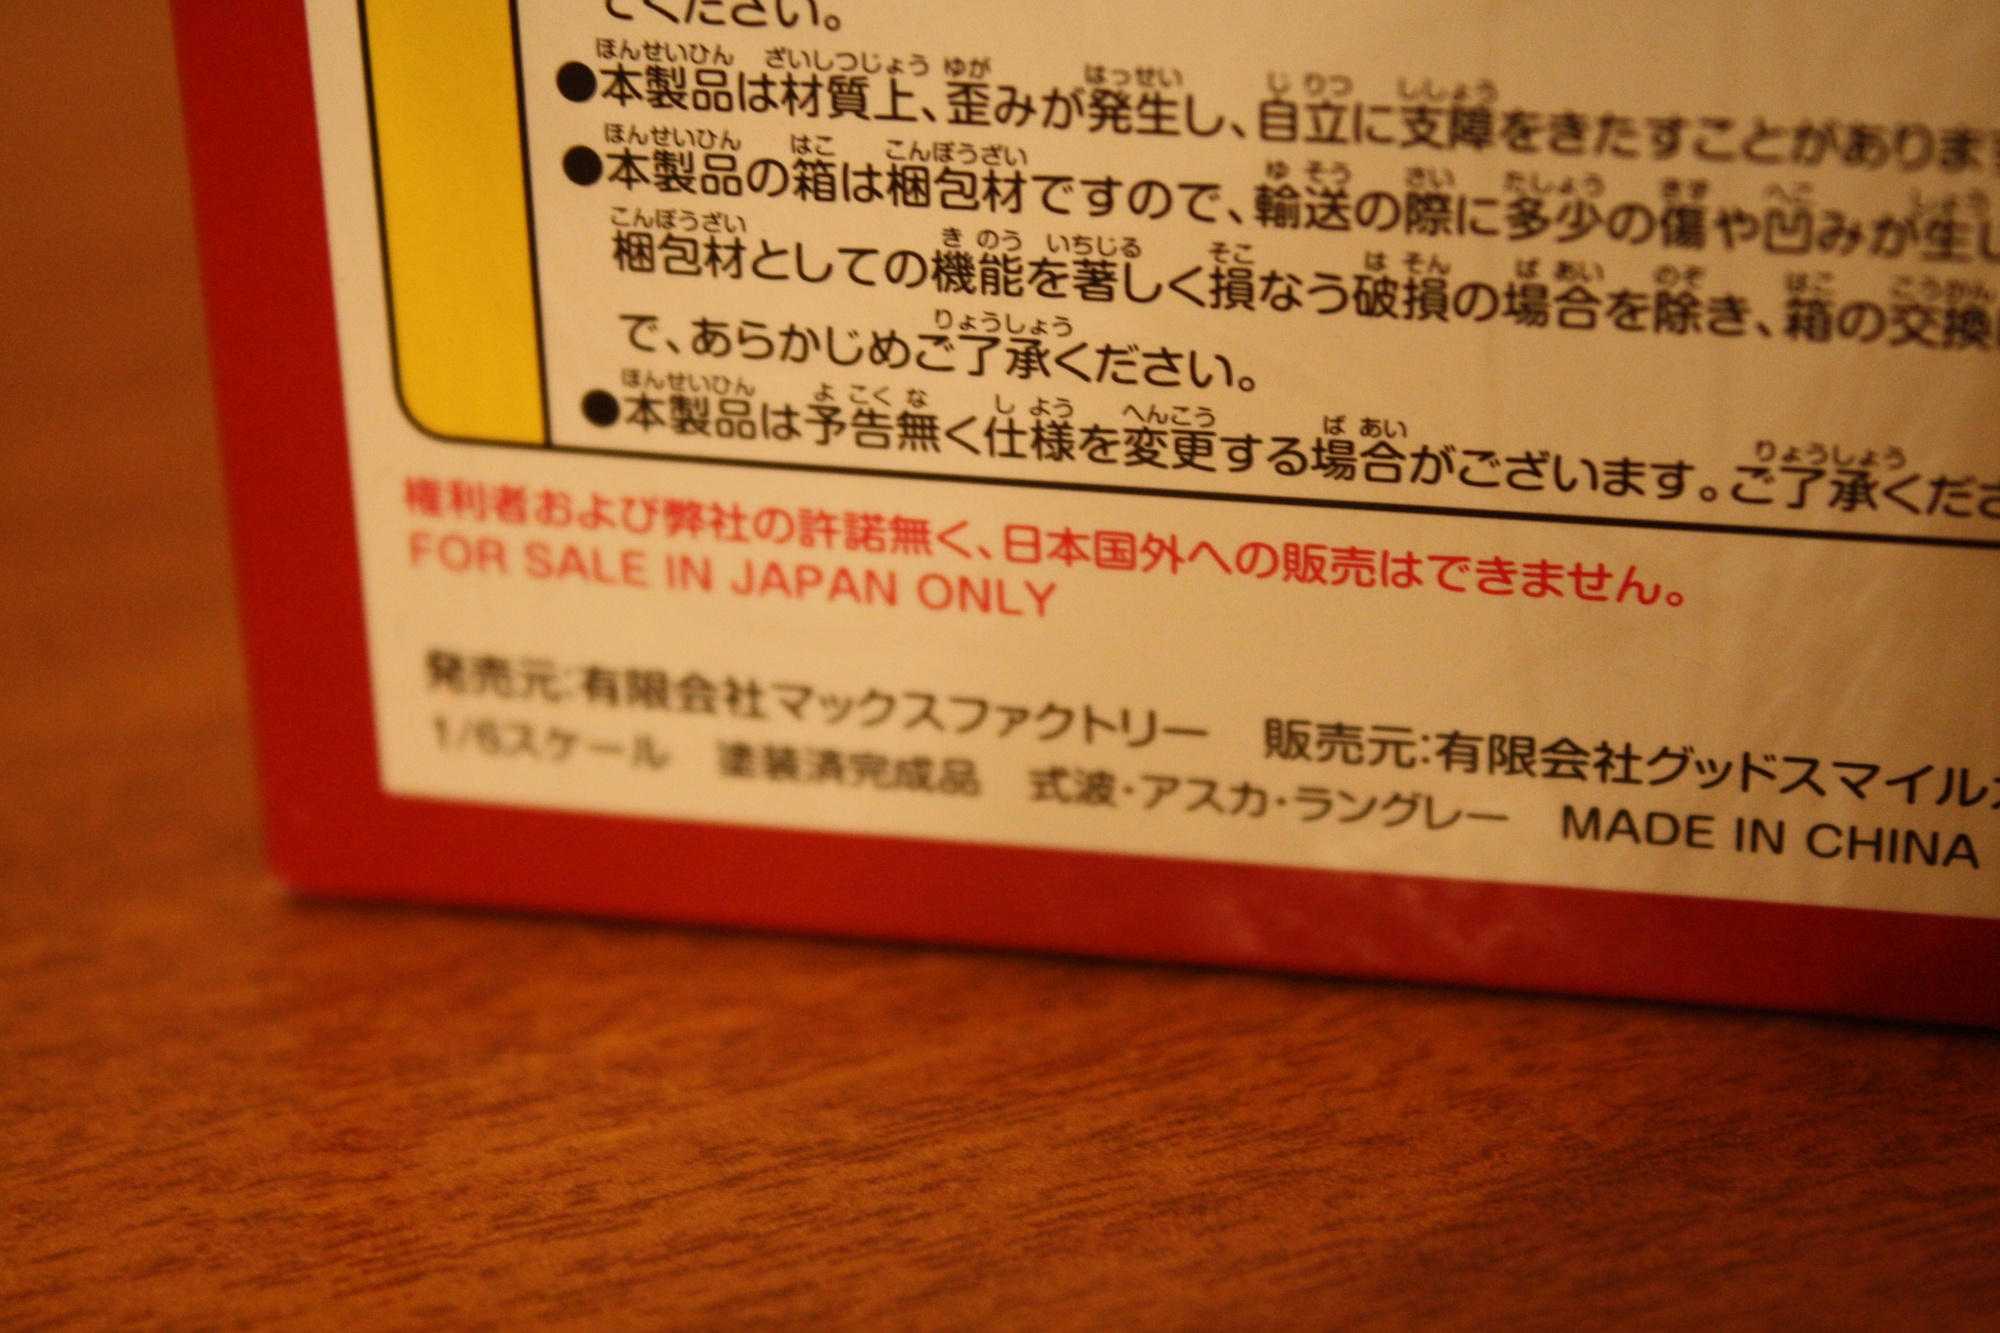 てください。
●本製品は材質上、歪みが発生し、自立に支障をきたすことがありま
●本製品の箱は梱包材ですので、輸送の際に多少の傷や凹みが生し
梱包材としての機能を著しく損なう破損の場合を除き、箱の交換
で、あらかじめご了承ください。
●本製品は予告無く仕様を変更する場合がございます。ご了承くださ
権利者および弊社の許諾無く、日本国外への販売はできません。
FOR SALE IN JAPAN ONLY
発売元:有限会社マックスファクトリー 販売元:有限会社グッドスマイル
1/6スケール 塗装済完成品 式波・アスカ・ラングレー MADE IN CHINA